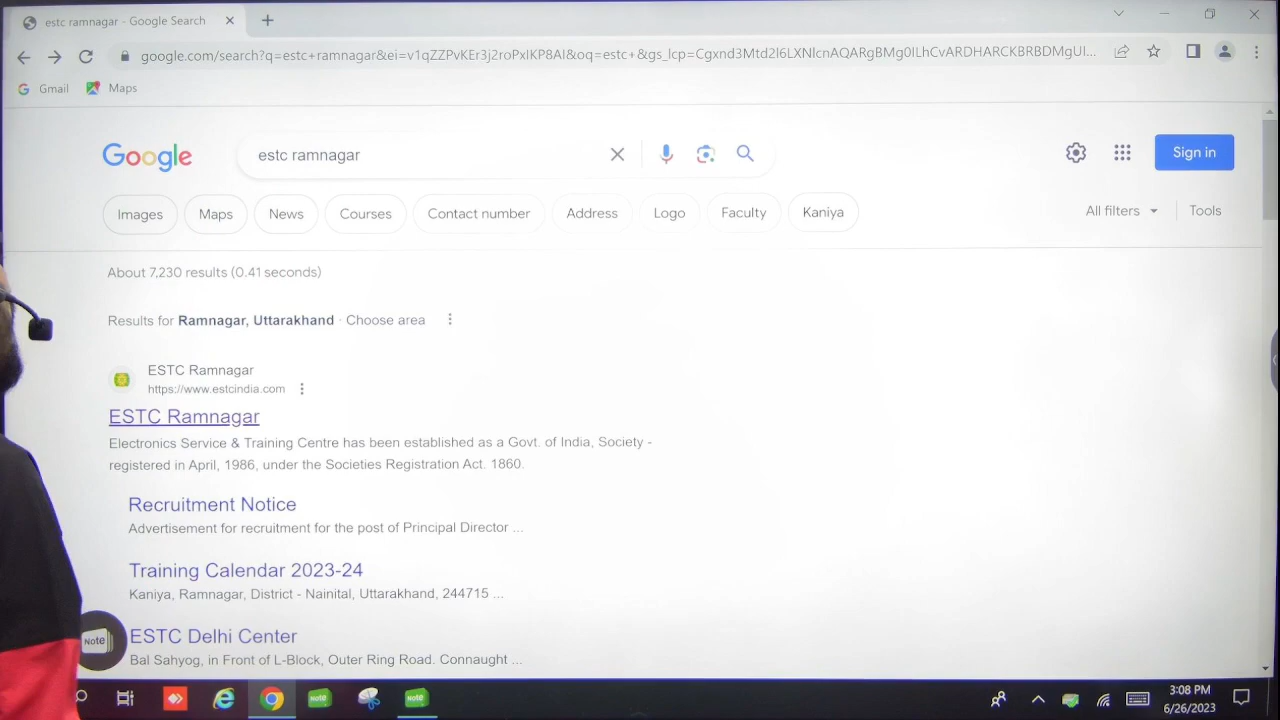 estc ramnagar - Google Search
google.com/search?q=estc+ramnagar&ei=v1qZZPvKEr3j2roPxIKP8AI&oq=estc+&gs_lcp=Cgxnd3Mtd2l6LXNlcnAQARgBMg0ILhCvARDHARCKBRBDMgUI...
Gmail Maps
Google
estc ramnagar
Sign in
Images Maps News Courses Contact number Address Logo Faculty Kaniya All filters Tools
About 7,230 results (0.41 seconds)
Results for Ramnagar, Uttarakhand · Choose area
ESTC Ramnagar
https://www.estcindia.com
ESTC Ramnagar
Electronics Service & Training Centre has been established as a Govt. of India, Society -
registered in April, 1986, under the Societies Registration Act. 1860.
Recruitment Notice
Advertisement for recruitment for the post of Principal Director ...
Training Calendar 2023-24
Kaniya, Ramnagar, District - Nainital, Uttarakhand, 244715 ...
Note
ESTC Delhi Center
Bal Sahyog, in Front of L-Block, Outer Ring Road. Connaught ...
Note
Note
3:08 PM
6/26/2023